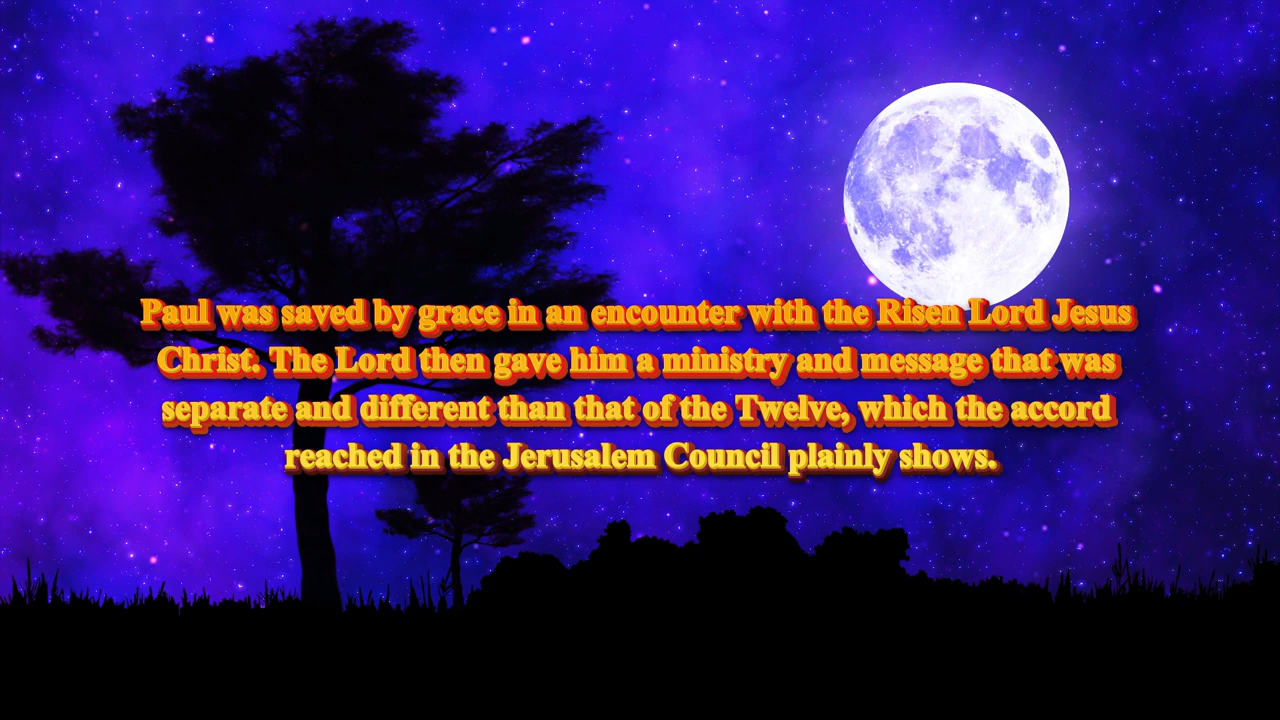 Paul was saved by grace in an encounter with the Risen Lord Jesus
Christ. The Lord then gave him a ministry and message that was
separate and different than that of the Twelve, which the accord
reached in the Jerusalem Council plainly shows.